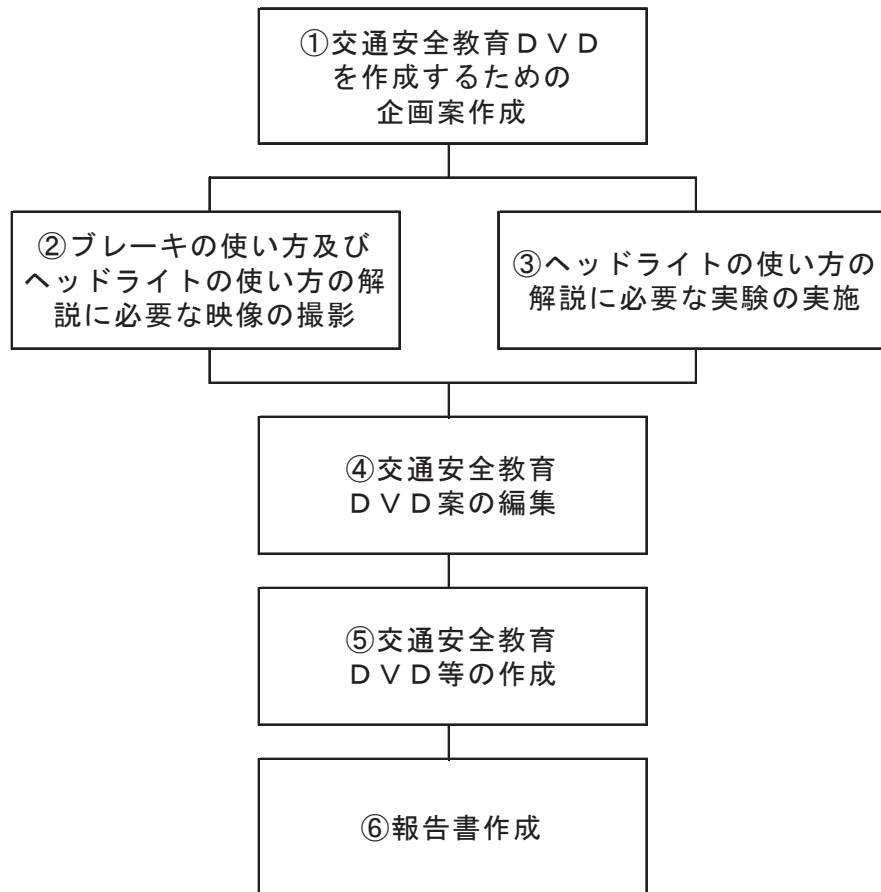 ①交通安全教育ＤＶＤ
を作成するための
企画案作成
②ブレーキの使い方及び
ヘッドライトの使い方の解
説に必要な映像の撮影
③ヘッドライトの使い方の
解説に必要な実験の実施
④交通安全教育
ＤＶＤ案の編集
⑤交通安全教育
ＤＶＤ等の作成
⑥報告書作成